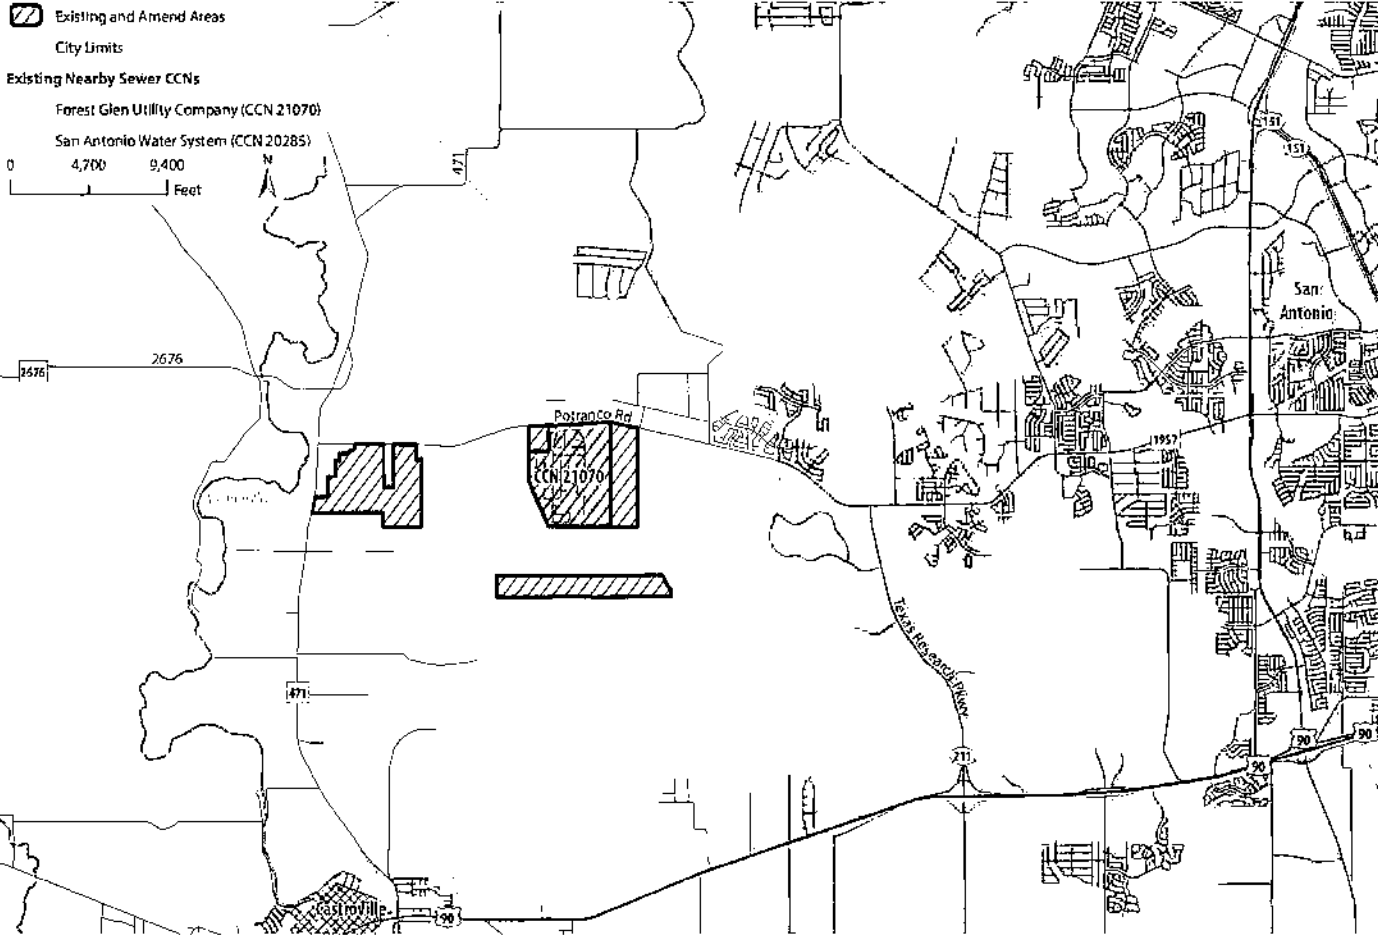 Existing and Amend Areas
City Limits
Existing Nearby Sewer CCNs
Forest Glen Utility Company (CCN 21070)
San Antonio Water System (CCN 20285)
0 4,700 9,400
Feet
N
471
151
151
San
Antonio
2676
2676
Potranco Rd
1957
CCN 21070
Texas Research Pkwy
471
90
90
211
90
Castroville
90